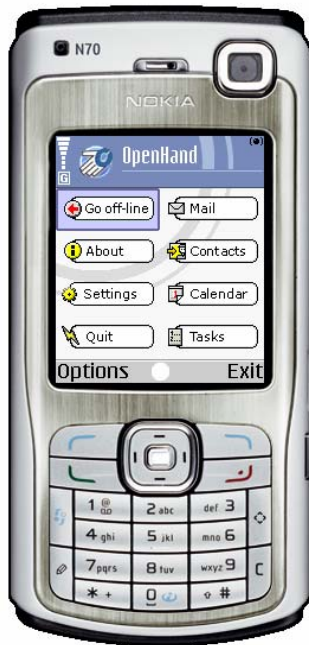 N70
NOKIA
OpenHand
G
Go off-line Mail
About Contacts
Settings Calendar
Quit Tasks
Options Exit
1 2 abc def 3
4 ghi 5 jkl mno 6
7 pqrs 8 tuv wxyz 9 C
* + 0 #